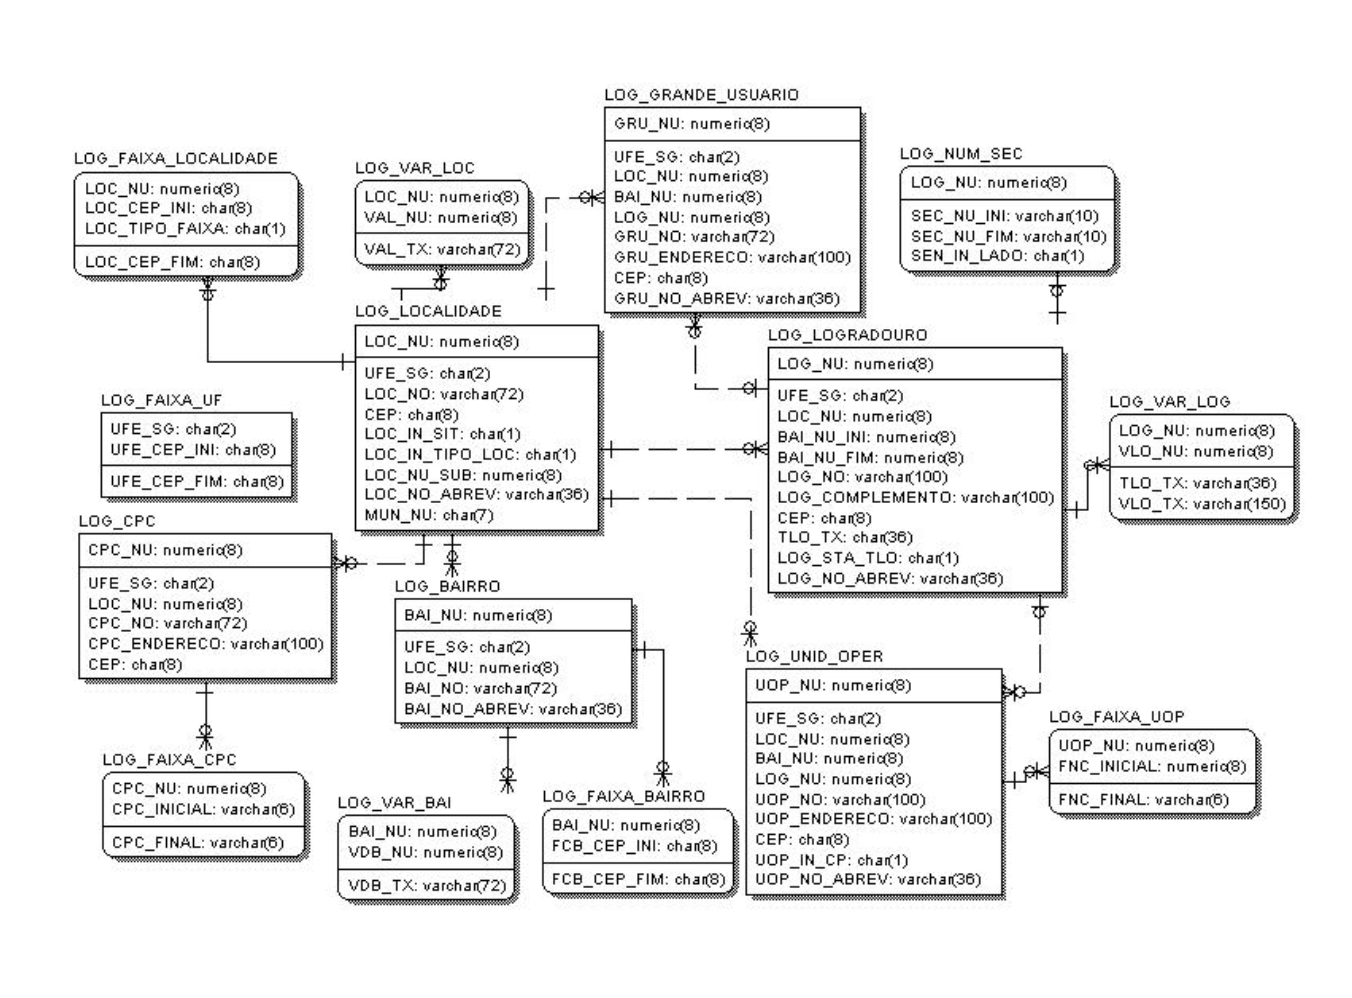 LOG_GRANDE_USUARIO
GRU_NU: numeric(8)
UFE_SG: char(2)
LOC_NU: numeric(8)
BAI_NU: numeric(8)
LOG_NU: numeric(8)
GRU_NO: varchar(72)
GRU_ENDERECO: varchar(100)
CEP: char(8)
GRU_NO_ABREV: varchar(36)
LOG_FAIXA_LOCALIDADE
LOC_NU: numeric(8)
LOC_CEP_INI: char(8)
LOC_TIPO_FAIXA: char(1)
LOC_CEP_FIM: char(8)
LOG_VAR_LOC
LOC_NU: numeric(8)
VAL_NU: numeric(8)
VAL_TX: varchar(72)
LOG_NUM_SEC
LOG_NU: numeric(8)
SEC_NU_INI: varchar(10)
SEC_NU_FIM: varchar(10)
SEN_IN_LADO: char(1)
LOG_LOCALIDADE
LOC_NU: numeric(8)
UFE_SG: char(2)
LOC_NO: varchar(72)
CEP: char(8)
LOC_IN_SIT: char(1)
LOC_IN_TIPO_LOC: char(1)
LOC_NU_SUB: numeric(8)
LOC_NO_ABREV: varchar(36)
MUN_NU: char(7)
LOG_LOGRADOURO
LOG_NU: numeric(8)
UFE_SG: char(2)
LOC_NU: numeric(8)
BAI_NU_INI: numeric(8)
BAI_NU_FIM: numeric(8)
LOG_NO: varchar(100)
LOG_COMPLEMENTO: varchar(100)
CEP: char(8)
TLO_TX: char(36)
LOG_STA_TLO: char(1)
LOG_NO_ABREV: varchar(36)
LOG_FAIXA_UF
UFE_SG: char(2)
UFE_CEP_INI: char(8)
UFE_CEP_FIM: char(8)
LOG_VAR_LOG
LOG_NU: numeric(8)
VLO_NU: numeric(8)
TLO_TX: varchar(36)
VLO_TX: varchar(150)
LOG_CPC
CPC_NU: numeric(8)
UFE_SG: char(2)
LOC_NU: numeric(8)
CPC_NO: varchar(72)
CPC_ENDERECO: varchar(100)
CEP: char(8)
LOG_BAIRRO
BAI_NU: numeric(8)
UFE_SG: char(2)
LOC_NU: numeric(8)
BAI_NO: varchar(72)
BAI_NO_ABREV: varchar(36)
LOG_UNID_OPER
UOP_NU: numeric(8)
UFE_SG: char(2)
LOC_NU: numeric(8)
BAI_NU: numeric(8)
LOG_NU: numeric(8)
UOP_NO: varchar(100)
UOP_ENDERECO: varchar(100)
CEP: char(8)
UOP_IN_CP: char(1)
UOP_NO_ABREV: varchar(36)
LOG_FAIXA_UOP
UOP_NU: numeric(8)
FNC_INICIAL: numeric(8)
FNC_FINAL: varchar(6)
LOG_FAIXA_CPC
CPC_NU: numeric(8)
CPC_INICIAL: varchar(6)
CPC_FINAL: varchar(6)
LOG_VAR_BAI
BAI_NU: numeric(8)
VDB_NU: numeric(8)
VDB_TX: varchar(72)
LOG_FAIXA_BAIRRO
BAI_NU: numeric(8)
FCB_CEP_INI: char(8)
FCB_CEP_FIM: char(8)